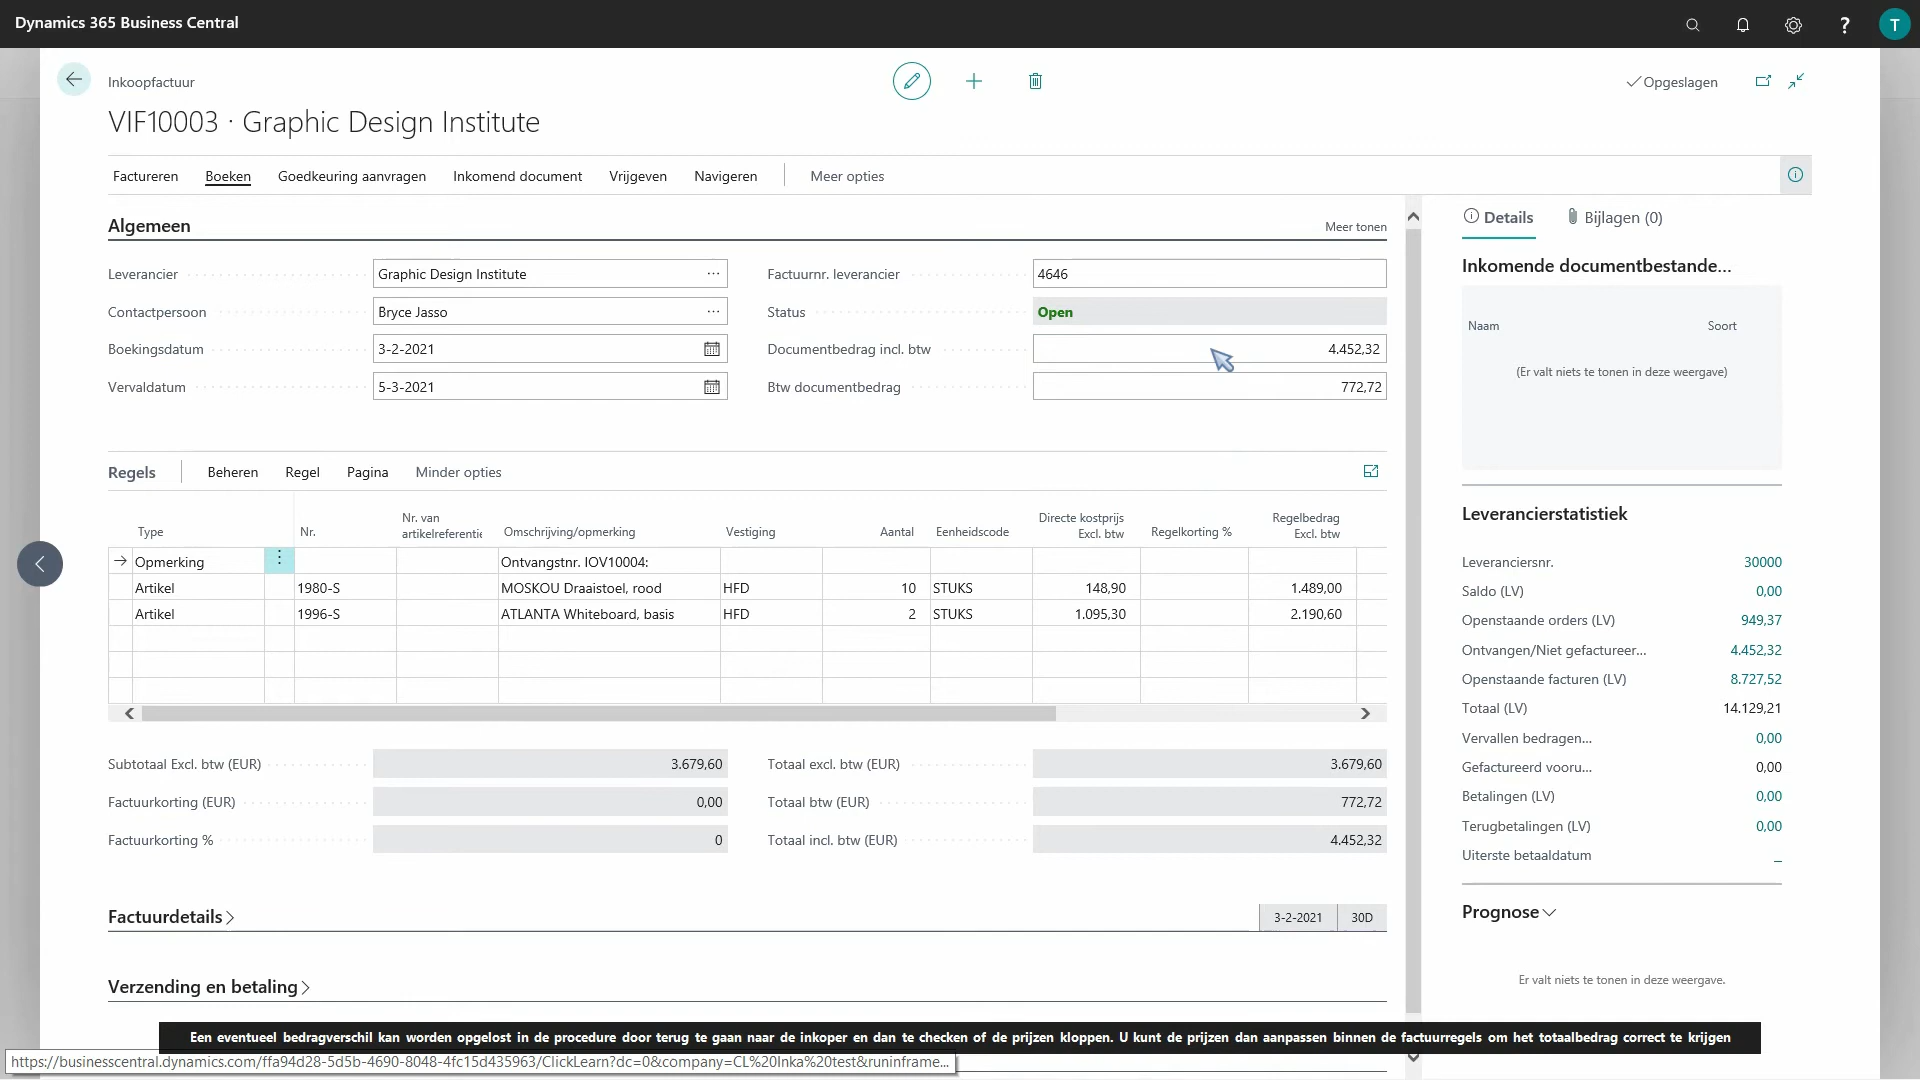 Dynamics 365 Business Central
?
T
Inkoopfactuur
Opgeslagen
VIF10003 · Graphic Design Institute
Factureren Boeken Goedkeuring aanvragen Inkomend document Vrijgeven Navigeren Meer opties
Algemeen
Meer tonen
Leverancier Graphic Design Institute ...
Contactpersoon Bryce Jasso ...
Boekingsdatum 3-2-2021
Vervaldatum 5-3-2021
Factuurnr. leverancier 4646
Status Open
Documentbedrag incl. btw 4.452,32
Btw documentbedrag 772,72
Regels Beheren Regel Pagina Minder opties
Type Nr. Nr. van artikelreferentie Omschrijving/opmerking Vestiging Aantal Eenheidscode Directe kostprijs Excl. btw Regelkorting % Regelbedrag Excl. btw
Opmerking Ontvangstnr. IOV10004:
Artikel 1980-S MOSKOU Draaistoel, rood HFD 10 STUKS 148,90 1.489,00
Artikel 1996-S ATLANTA Whiteboard, basis HFD 2 STUKS 1.095,30 2.190,60
Subtotaal Excl. btw (EUR) 3.679,60
Factuurkorting (EUR) 0,00
Factuurkorting % 0
Totaal excl. btw (EUR) 3.679,60
Totaal btw (EUR) 772,72
Totaal incl. btw (EUR) 4.452,32
Factuurdetails 3-2-2021 30D
Verzending en betaling
Details Bijlagen (0)
Inkomende documentbestande...
Naam Soort
(Er valt niets te tonen in deze weergave)
Leverancierstatistiek
Leveranciersnr. 30000
Saldo (LV) 0,00
Openstaande orders (LV) 949,37
Ontvangen/Niet gefactureer... 4.452,32
Openstaande facturen (LV) 8.727,52
Totaal (LV) 14.129,21
Vervallen bedragen... 0,00
Gefactureerd vooru... 0,00
Betalingen (LV) 0,00
Terugbetalingen (LV) 0,00
Uiterste betaaldatum _
Prognose
Er valt niets te tonen in deze weergave.
Een eventueel bedragverschil kan worden opgelost in de procedure door terug te gaan naar de inkoper en dan te checken of de prijzen kloppen. U kunt de prijzen dan aanpassen binnen de factuurregels om het totaalbedrag correct te krijgen
https://businesscentral.dynamics.com/ffa94d28-5d5b-4690-8048-4fc15d435963/ClickLearn?dc=0&company=CL%20Inka%20test&runinframe...